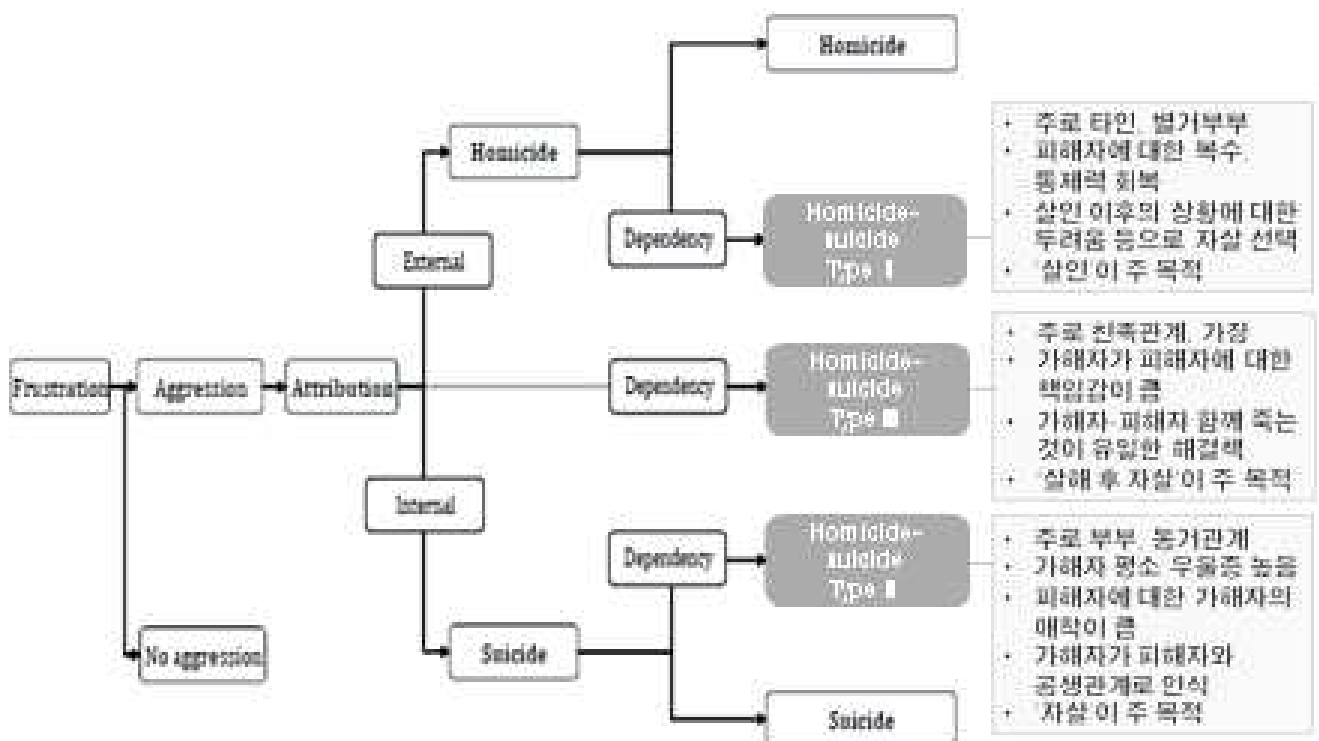 Homicide
Homicide
Dependency
Homicide-
suicide
Type Ⅰ
External
Frustration
Aggression
Attribution
Dependency
Homicide-
suicide
Type Ⅲ
Internal
Dependency
Homicide-
suicide
Type Ⅱ
No aggression
Suicide
Suicide
· 주로 타인, 별거부부
· 피해자에 대한 복수,
통제력 회복
· 살인 이후의 상황에 대한
두려움 등으로 자살 선택
· '살인'이 주 목적
· 주로 친족관계, 가장
· 가해자가 피해자에 대한
책임감이 큼
· 가해자·피해자 함께 죽는
것이 유일한 해결책
· '살해 후 자살'이 주 목적
· 주로 부부, 동거관계
· 가해자 평소 우울증 높음
· 피해자에 대한 가해자의
애착이 큼
· 가해자가 피해자와
공생관계로 인식
· '자살'이 주 목적